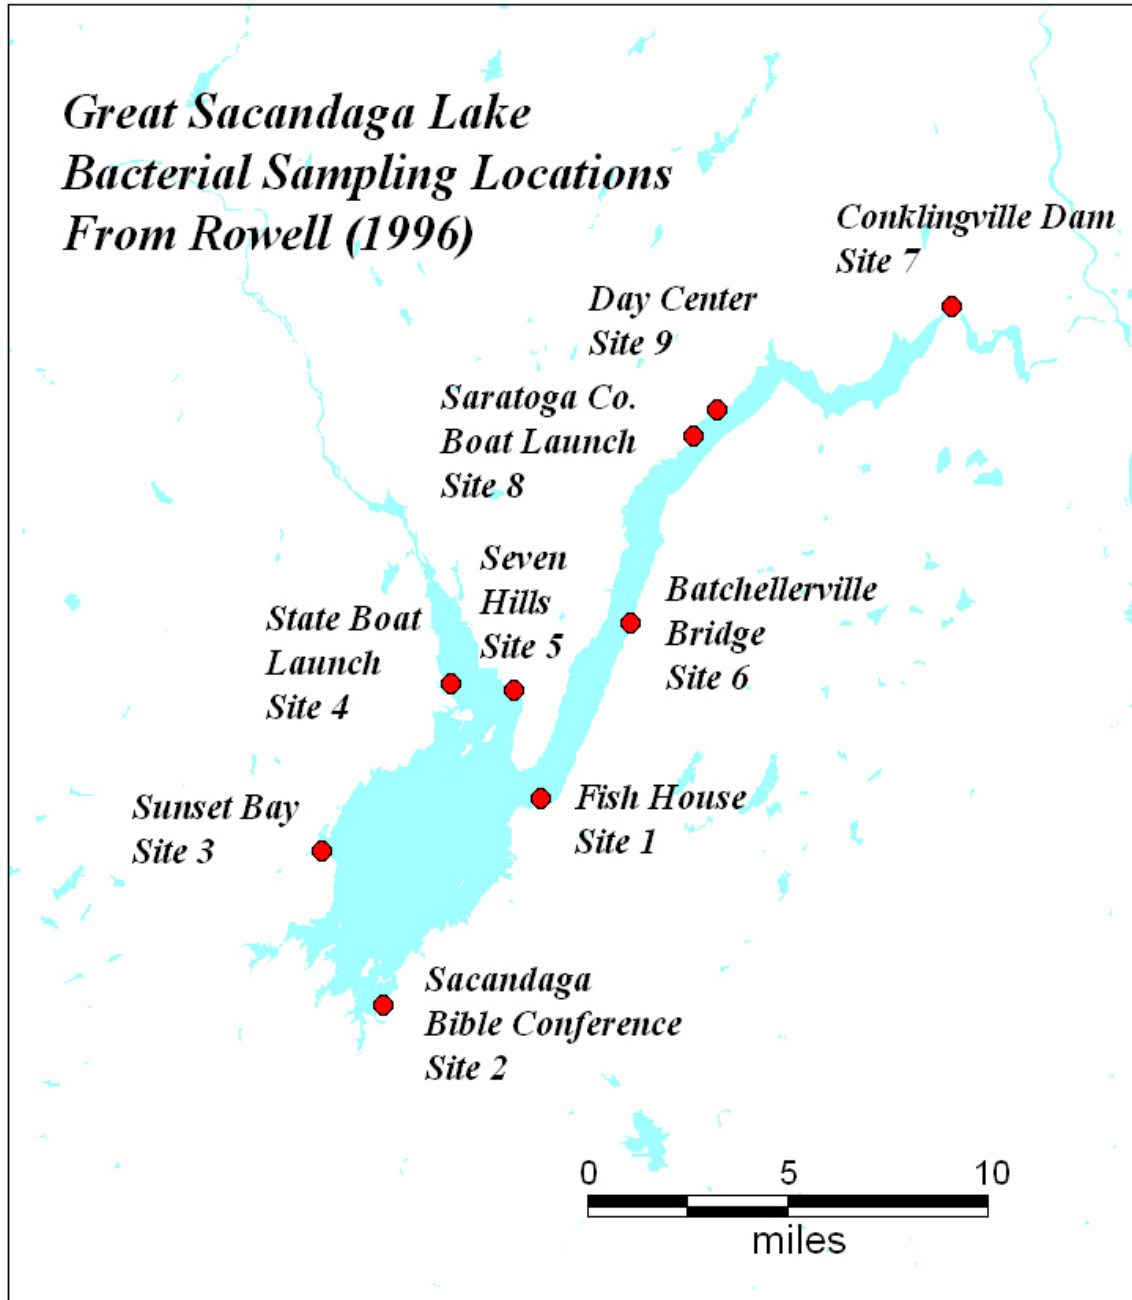 Great Sacandaga Lake
Bacterial Sampling Locations
From Rowell (1996)
Conklingville Dam
Site 7
Day Center
Site 9
Saratoga Co.
Boat Launch
Site 8
Seven
Hills
Site 5
Batchellerville
Bridge
Site 6
State Boat
Launch
Site 4
Fish House
Site 1
Sunset Bay
Site 3
Sacandaga
Bible Conference
Site 2
0 5 10
miles